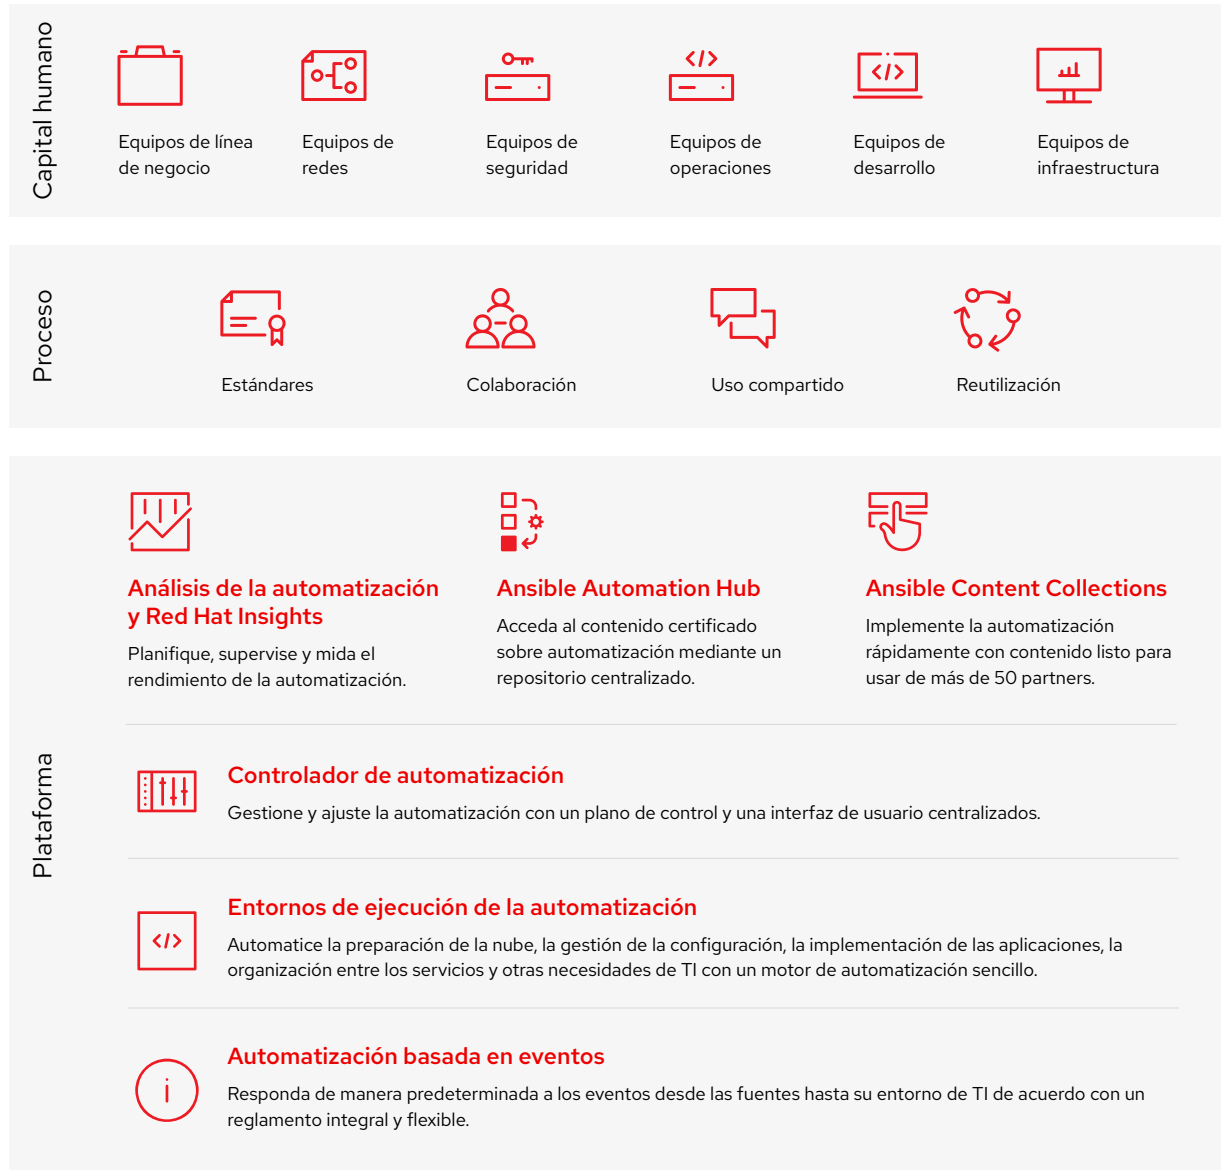 Capital humano
Equipos de línea
de negocio
Equipos de
redes
Equipos de
seguridad
Equipos de
operaciones
Equipos de
desarrollo
Equipos de
infraestructura
Proceso
Estándares
Colaboración
Uso compartido
Reutilización
Plataforma
Análisis de la automatización
y Red Hat Insights
Planifique, supervise y mida el
rendimiento de la automatización.
Ansible Automation Hub
Acceda al contenido certificado
sobre automatización mediante un
repositorio centralizado.
Ansible Content Collections
Implemente la automatización
rápidamente con contenido listo para
usar de más de 50 partners.
Controlador de automatización
Gestione y ajuste la automatización con un plano de control y una interfaz de usuario centralizados.
Entornos de ejecución de la automatización
Automatice la preparación de la nube, la gestión de la configuración, la implementación de las aplicaciones, la
organización entre los servicios y otras necesidades de TI con un motor de automatización sencillo.
Automatización basada en eventos
Responda de manera predeterminada a los eventos desde las fuentes hasta su entorno de TI de acuerdo con un
reglamento integral y flexible.